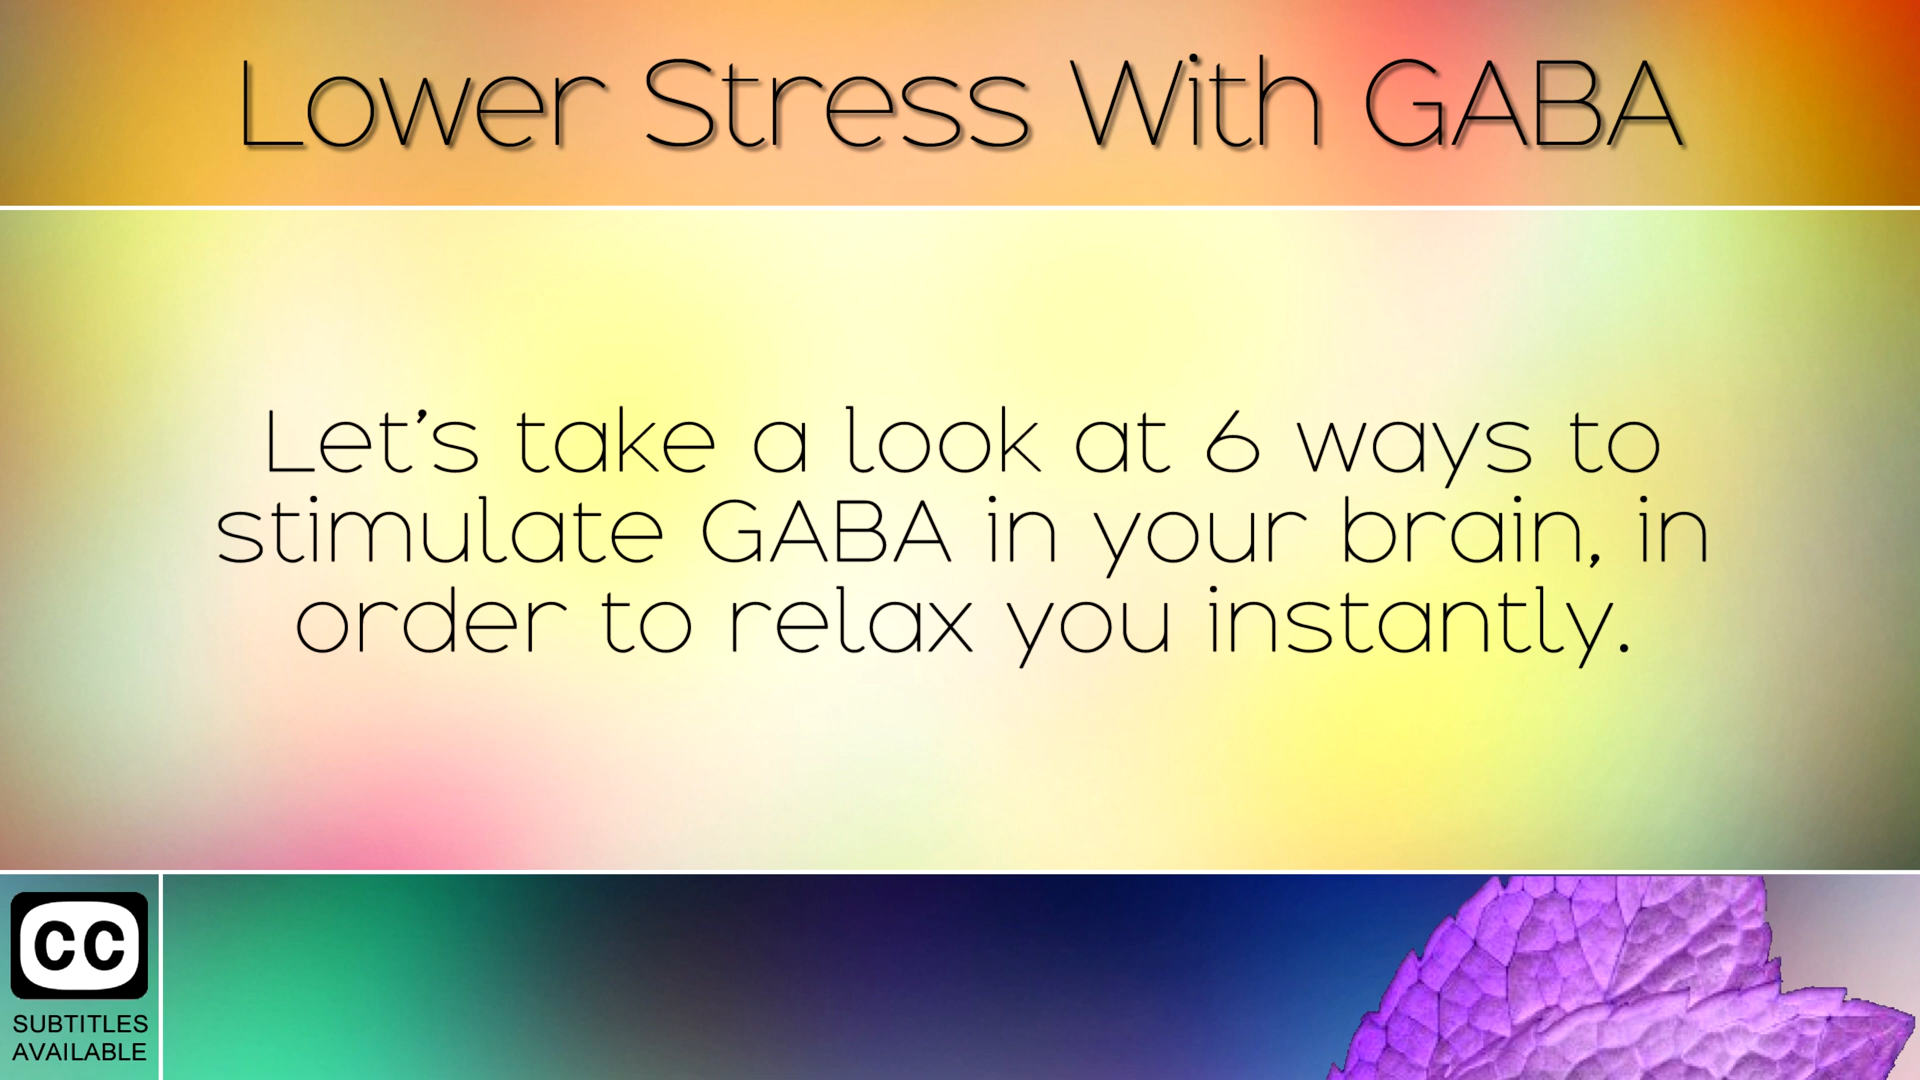 Lower Stress With GABA
Let's take a look at 6 ways to
stimulate GABA in your brain, in
order to relax you instantly.
CC
SUBTITLES
AVAILABLE